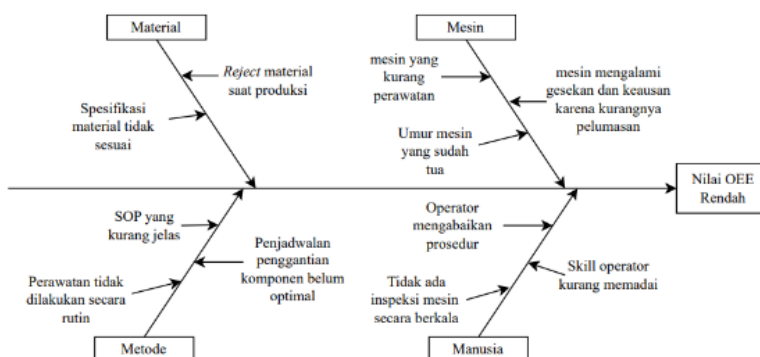 Material
Mesin
Reject material
saat produksi
Spesifikasi
material tidak
sesuai
mesin yang
kurang
perawatan
mesin mengalami
gesekan dan keausan
karena kurangnya
pelumasan
Umur mesin
yang sudah
tua
Nilai OEE
Rendah
SOP yang
kurang jelas
Penjadwalan
penggantian
komponen belum
optimal
Perawatan tidak
dilakukan secara
rutin
Operator
mengabaikan
prosedur
Skill operator
kurang memadai
Tidak ada
inspeksi mesin
secara berkala
Metode
Manusia